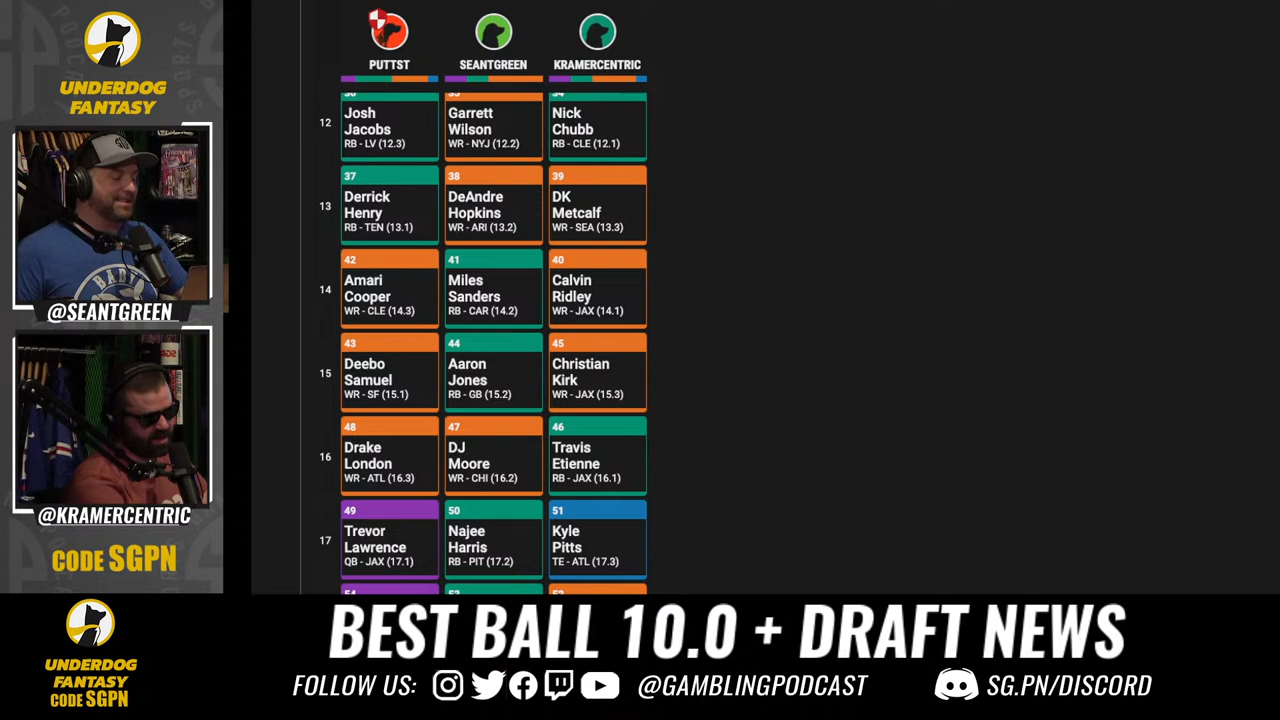 UNDERDOG
FANTASY
@SEANTGREEN
@KRAMERCENTRIC
CODE SGPN
PUTTST
SEANTGREEN
KRAMERCENTRIC
12
36
Josh
Jacobs
RB - LV (12.3)
35
Garrett
Wilson
WR - NYJ (12.2)
34
Nick
Chubb
RB - CLE (12.1)
13
37
Derrick
Henry
RB - TEN (13.1)
38
DeAndre
Hopkins
WR - ARI (13.2)
39
DK
Metcalf
WR - SEA (13.3)
14
42
Amari
Cooper
WR - CLE (14.3)
41
Miles
Sanders
RB - CAR (14.2)
40
Calvin
Ridley
WR - JAX (14.1)
15
43
Deebo
Samuel
WR - SF (15.1)
44
Aaron
Jones
RB - GB (15.2)
45
Christian
Kirk
WR - JAX (15.3)
16
48
Drake
London
WR - ATL (16.3)
47
DJ
Moore
WR - CHI (16.2)
46
Travis
Etienne
RB - JAX (16.1)
17
49
Trevor
Lawrence
QB - JAX (17.1)
50
Najee
Harris
RB - PIT (17.2)
51
Kyle
Pitts
TE - ATL (17.3)
54
53
52
UNDERDOG
FANTASY
CODE SGPN
BEST BALL 10.0 + DRAFT NEWS
FOLLOW US: @GAMBLINGPODCAST SG.PN/DISCORD